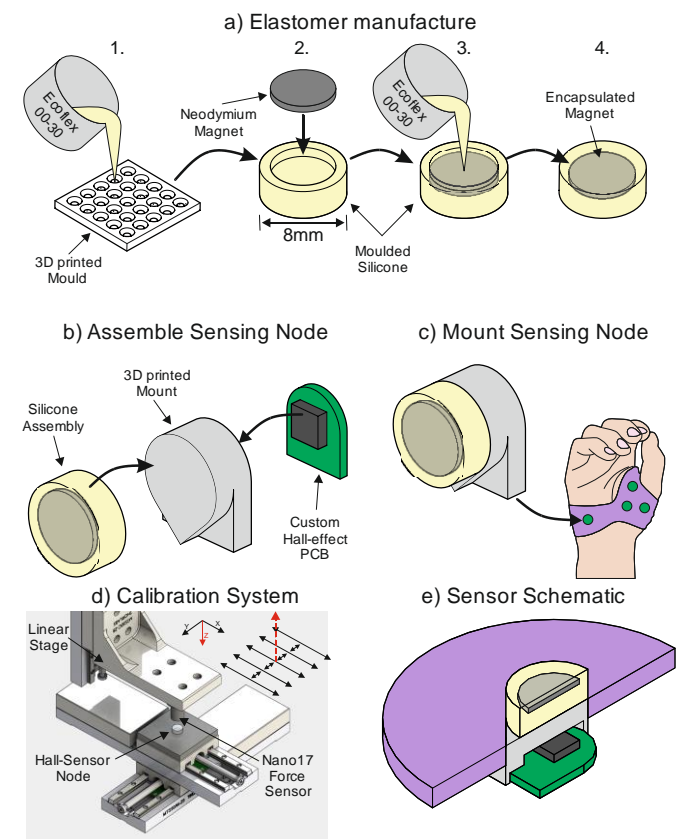 a) Elastomer manufacture
1.
2.
3.
4.
Ecoflex
00-30
Neodymium
Magnet
Ecoflex
00-30
Encapsulated
Magnet
8mm
3D printed
Mould
Moulded
Silicone
b) Assemble Sensing Node
c) Mount Sensing Node
3D printed
Mount
Silicone
Assembly
Custom
Hall-effect
PCB
d) Calibration System
e) Sensor Schematic
Linear
Stage
Y
X
Z
Hall-Sensor
Node
Nano17
Force
Sensor